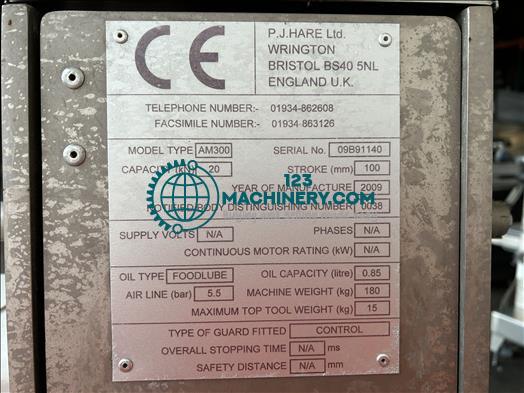 CE
P.J.HARE Ltd.
WRINGTON
BRISTOL BS40 5NL
ENGLAND U.K.
TELEPHONE NUMBER:- 01934-862608
FACSIMILE NUMBER:- 01934-863126
MODEL TYPE AM300 SERIAL No. 09B91140
CAPACITY (kN) 20 STROKE (mm) 100
YEAR OF MANUFACTURE 2009
NOTIFIED BODY DISTINGUISHING NUMBER 0038
123
MACHINERY.COM
SUPPLY VOLTS N/A PHASES N/A
CONTINUOUS MOTOR RATING (kW) N/A
OIL TYPE FOODLUBE OIL CAPACITY (litre) 0.85
AIR LINE (bar) 5.5 MACHINE WEIGHT (kg) 180
MAXIMUM TOP TOOL WEIGHT (kg) 15
TYPE OF GUARD FITTED CONTROL
OVERALL STOPPING TIME N/A ms
SAFETY DISTANCE N/A mm